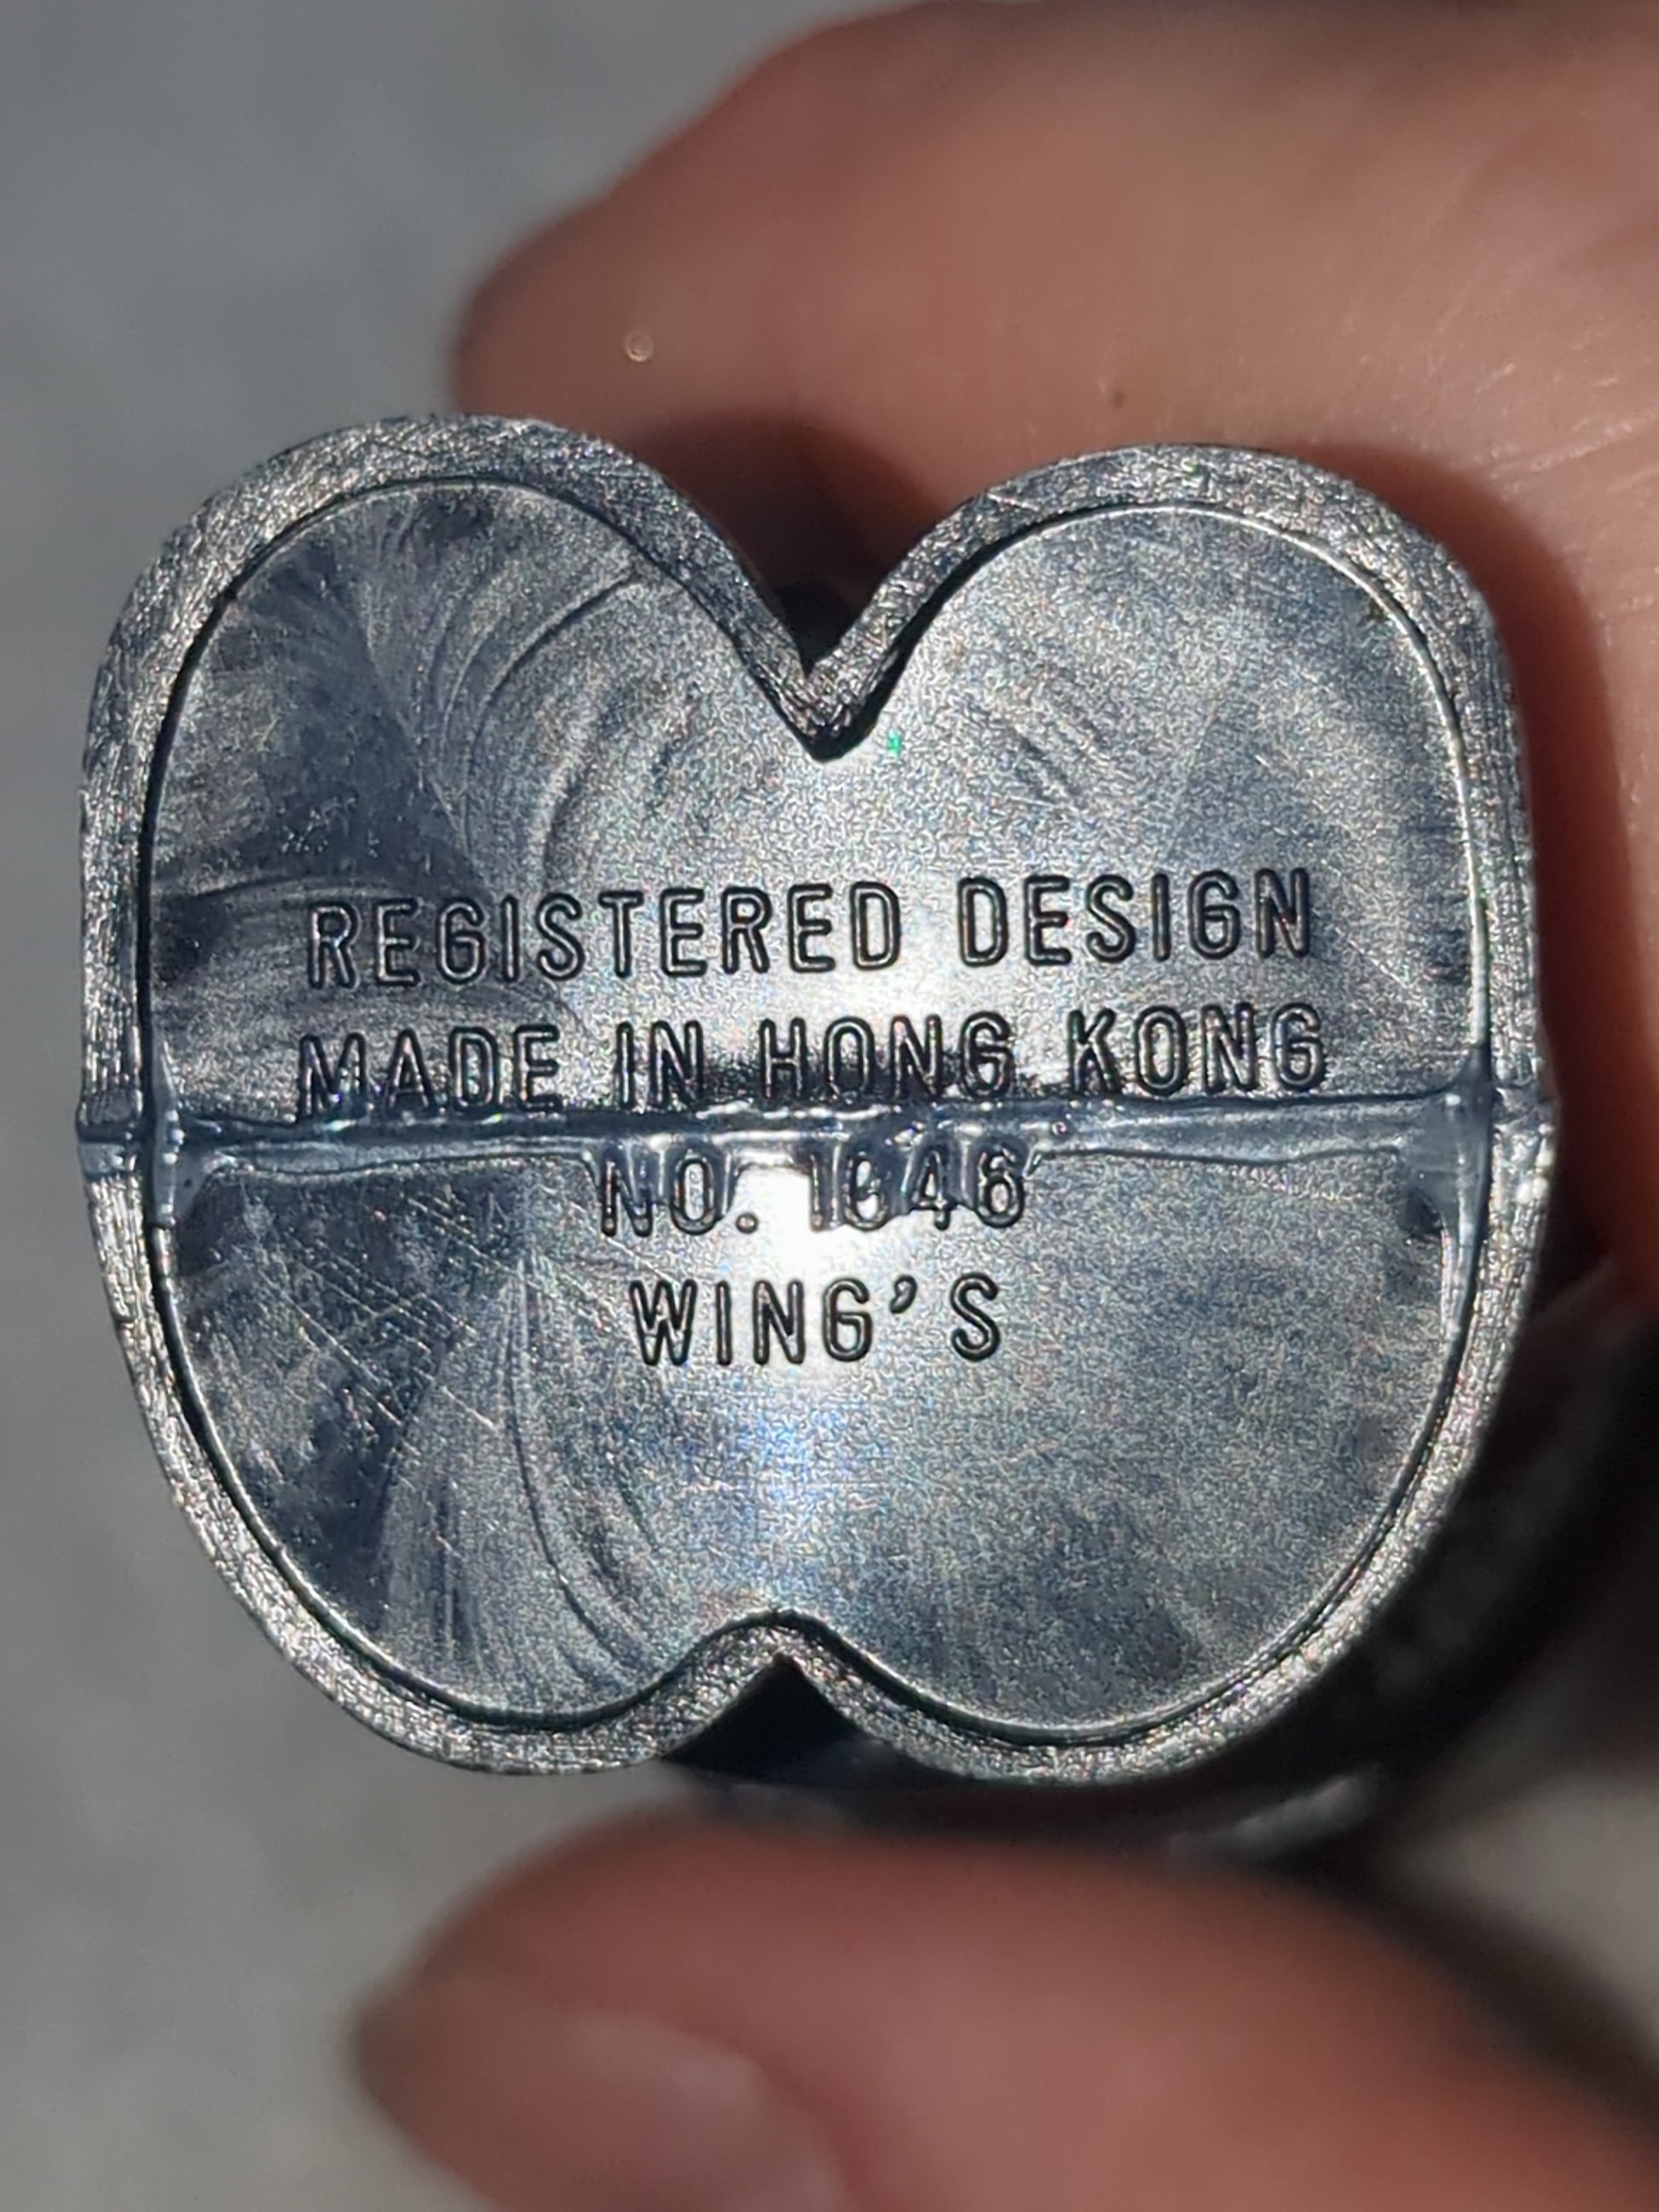 REGISTERED DESIGN
MADE IN HONG KONG
NO. 1046
WING'S